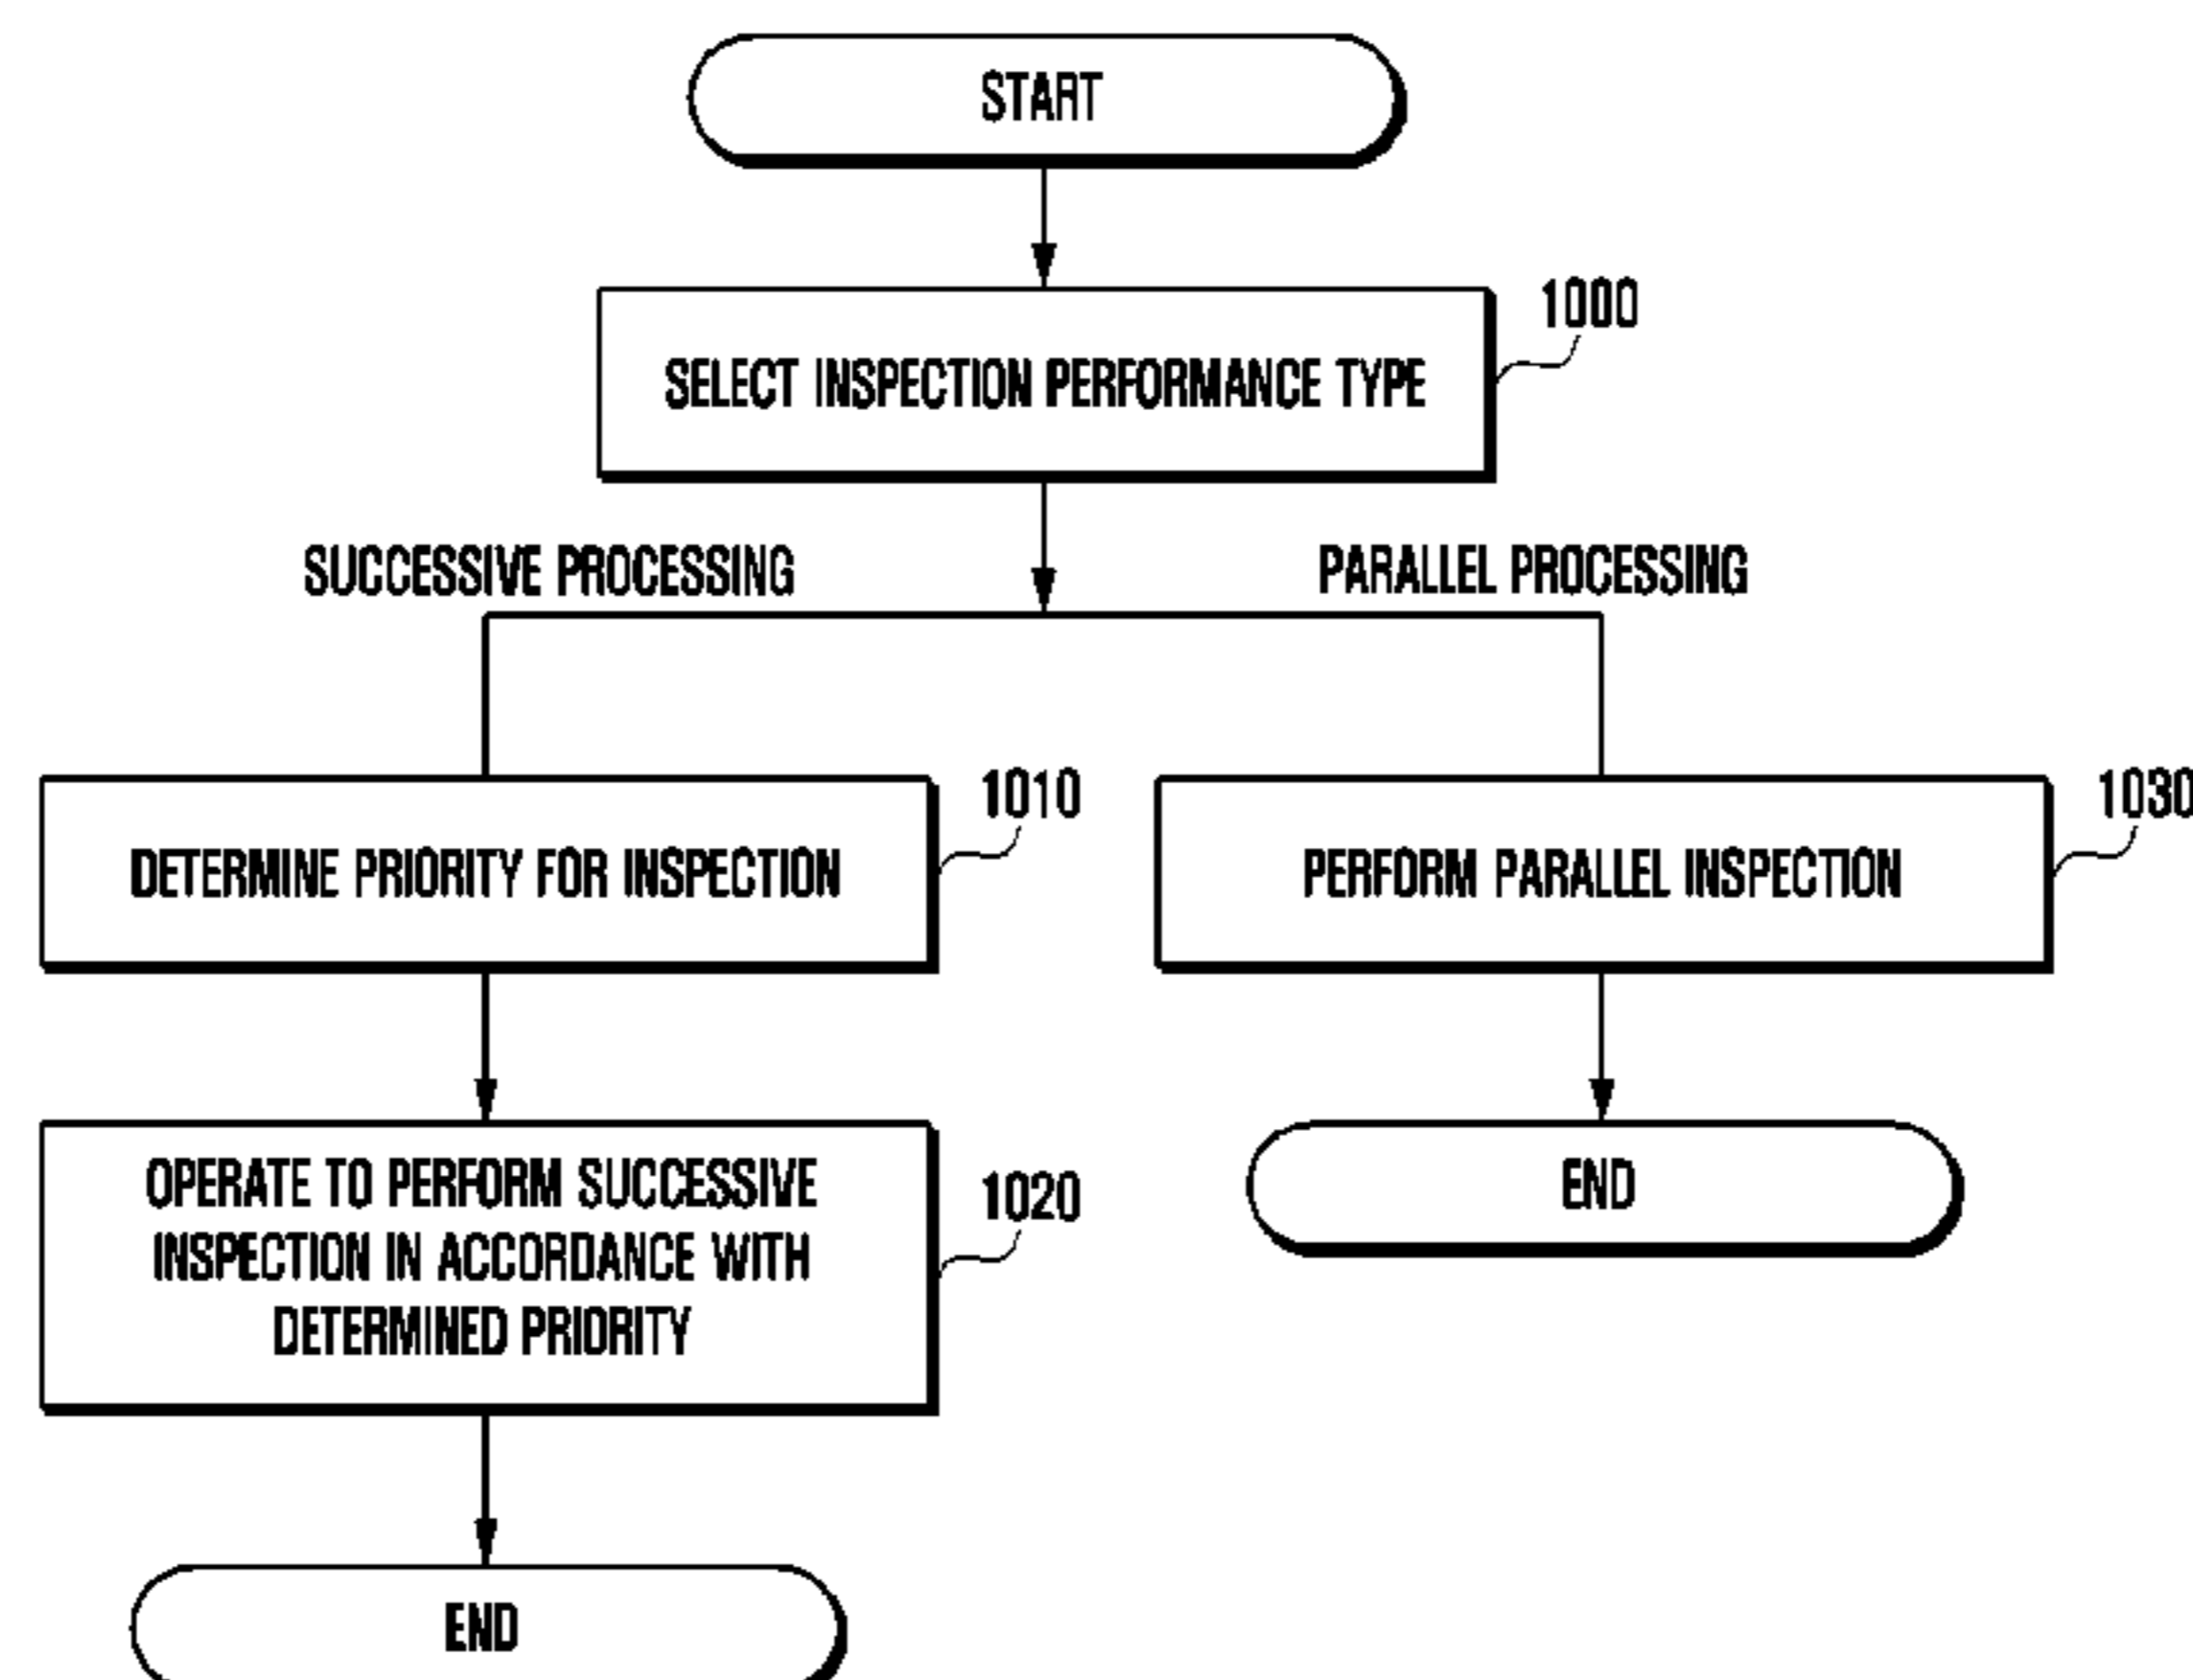 START
1000
SELECT INSPECTION PERFORMANCE TYPE
SUCCESSIVE PROCESSING
PARALLEL PROCESSING
1010
DETERMINE PRIORITY FOR INSPECTION
1030
PERFORM PARALLEL INSPECTION
OPERATE TO PERFORM SUCCESSIVE
INSPECTION IN ACCORDANCE WITH
DETERMINED PRIORITY
1020
END
END